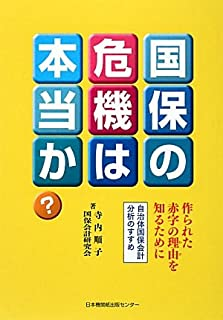 国保の
危機は
本当か
?
作られた
赤字の理由を
知るために
自治体国保会計
分析のすすめ
著 寺内順子
国保会計研究会
日本機関紙出版センター